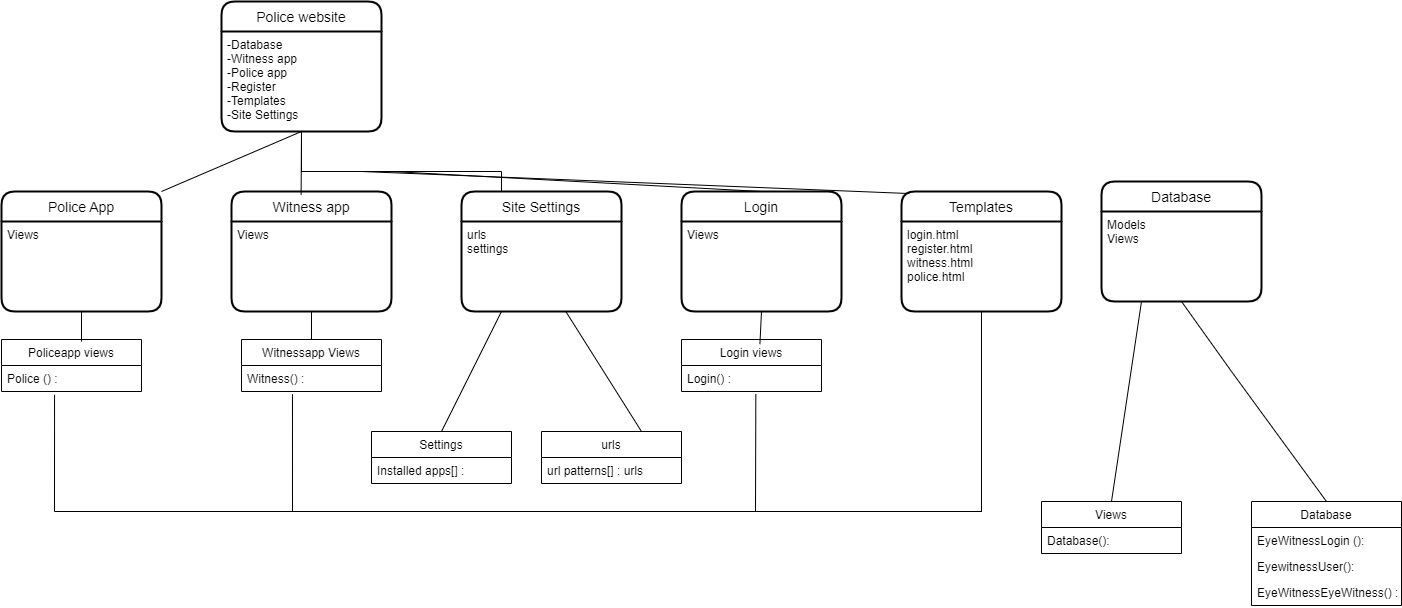 Police website
-Database
-Witness app
-Police app
-Register
-Templates
-Site Settings
Police App
Views
Witness app
Views
Site Settings
urls
settings
Login
Views
Templates
login.html
register.html
witness.html
police.html
Database
Models
Views
Policeapp views
Police () :
Witnessapp Views
Witness() :
Login views
Login() :
Settings
Installed apps[] :
urls
url patterns[] : urls
Views
Database():
Database
EyeWitnessLogin ():
EyewitnessUser():
EyeWitnessEyeWitness() :